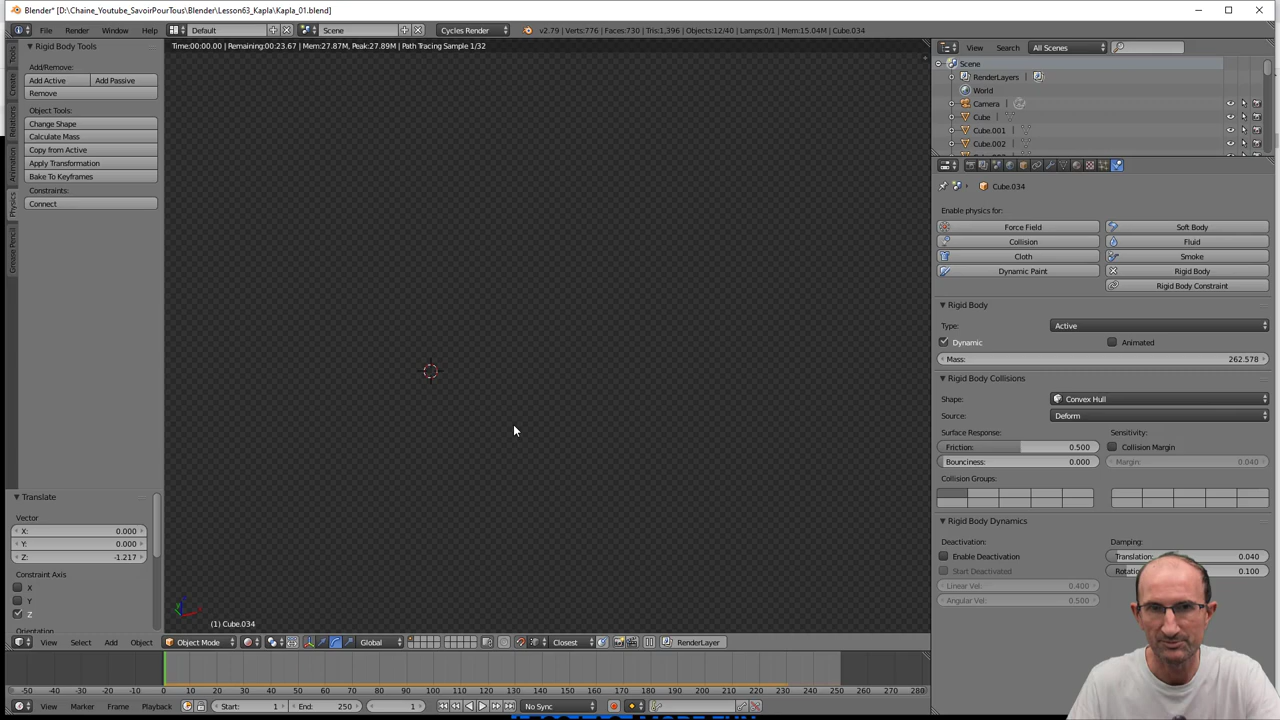 Blender* [D:\Chaine_Youtube_SavoirPourTous\Blender\Lesson63_Kapla\Kapla_01.blend]
File Render Window Help Default Scene Cycles Render v2.79 | Verts:776 | Faces:730 | Tris:1,396 | Objects:12/40 | Lamps:0/1 | Mem:15.04M | Cube.034
Time:00:00.00 | Remaining:00:23.67 | Mem:27.87M, Peak:27.89M | Path Tracing Sample 1/32
Tools
Create
Relations
Animation
Physics
Grease Pencil
Rigid Body Tools
Add/Remove:
Add Active Add Passive
Remove
Object Tools:
Change Shape
Calculate Mass
Copy from Active
Apply Transformation
Bake To Keyframes
Constraints:
Connect
Translate
Vector
X: 0.000
Y: 0.000
Z: -1.217
Constraint Axis
X
Y
Z
Orientation
(1) Cube.034
View Select Add Object Object Mode Global Closest RenderLayer
-50 -40 -30 -20 -10 0 10 20 30 40 50 60 70 80 90 100 110 120 130 140 150 160 170 180 190 200 210 220 230 240 250 260 270 280
View Marker Frame Playback Start: 1 End: 250 1 No Sync
View Search All Scenes
Scene
RenderLayers
World
Camera
Cube
Cube.001
Cube.002
Cube.034
Enable physics for:
Force Field Soft Body
Collision Fluid
Cloth Smoke
Dynamic Paint Rigid Body
Rigid Body Constraint
Rigid Body
Type: Active
Dynamic Animated
Mass: 262.578
Rigid Body Collisions
Shape: Convex Hull
Source: Deform
Surface Response: Sensitivity:
Friction: 0.500 Collision Margin
Bounciness: 0.000 Margin: 0.040
Collision Groups:
Rigid Body Dynamics
Deactivation: Damping:
Enable Deactivation Translation: 0.040
Start Deactivated 0.100
Linear Vel: 0.400
Angular Vel: 0.500